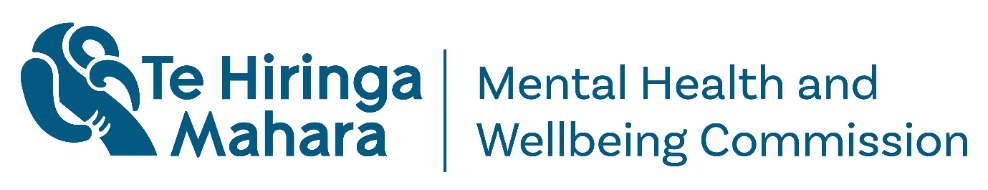 Te Hiringa
Mahara
Mental Health and
Wellbeing Commission